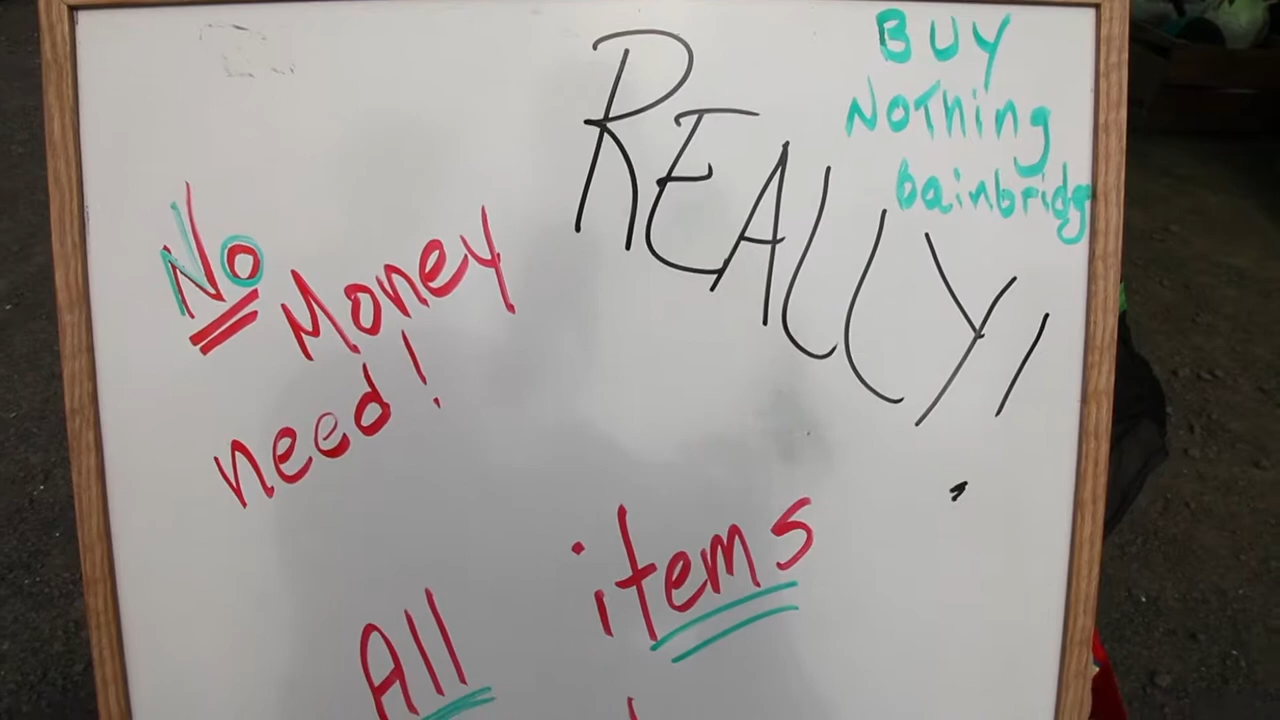 BUY
NoThing
bainbridge
REALLY!
No Money
need!
All items